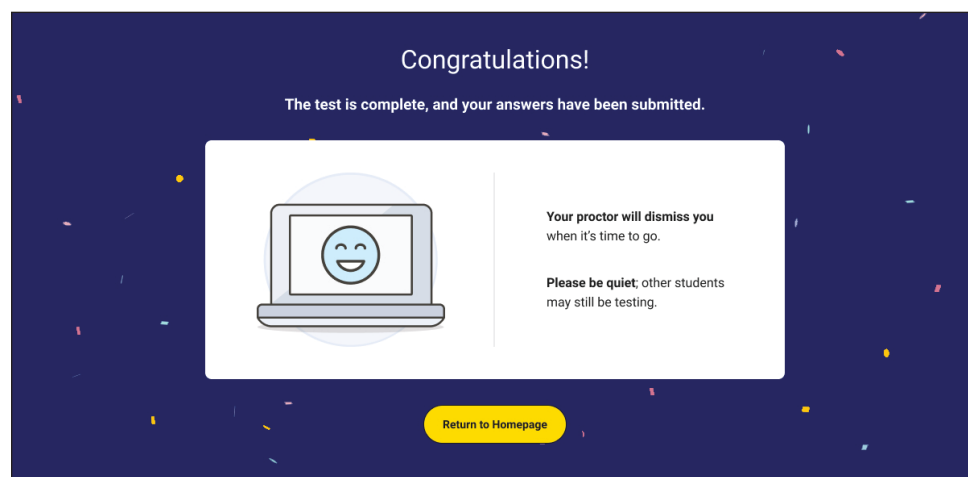 Congratulations!
The test is complete, and your answers have been submitted.
Your proctor will dismiss you
when it’s time to go.
Please be quiet; other students
may still be testing.
Return to Homepage